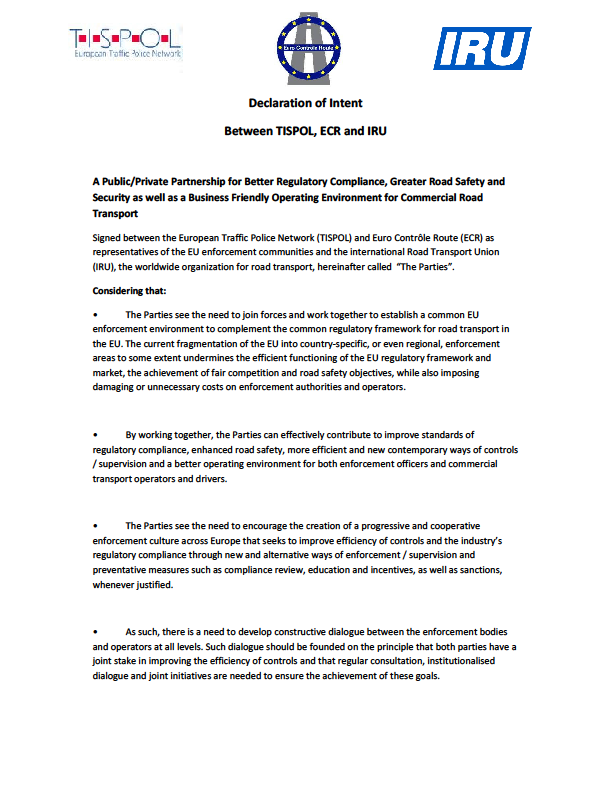 T·I·S·P·O·L
European Traffic Police Network
Euro Contrôle Route
IRU
Declaration of Intent
Between TISPOL, ECR and IRU
A Public/Private Partnership for Better Regulatory Compliance, Greater Road Safety and
Security as well as a Business Friendly Operating Environment for Commercial Road
Transport
Signed between the European Traffic Police Network (TISPOL) and Euro Contrôle Route (ECR) as
representatives of the EU enforcement communities and the international Road Transport Union
(IRU), the worldwide organization for road transport, hereinafter called “The Parties”.
Considering that:
• The Parties see the need to join forces and work together to establish a common EU
enforcement environment to complement the common regulatory framework for road transport in
the EU. The current fragmentation of the EU into country-specific, or even regional, enforcement
areas to some extent undermines the efficient functioning of the EU regulatory framework and
market, the achievement of fair competition and road safety objectives, while also imposing
damaging or unnecessary costs on enforcement authorities and operators.
• By working together, the Parties can effectively contribute to improve standards of
regulatory compliance, enhanced road safety, more efficient and new contemporary ways of controls
/ supervision and a better operating environment for both enforcement officers and commercial
transport operators and drivers.
• The Parties see the need to encourage the creation of a progressive and cooperative
enforcement culture across Europe that seeks to improve efficiency of controls and the industry’s
regulatory compliance through new and alternative ways of enforcement / supervision and
preventative measures such as compliance review, education and incentives, as well as sanctions,
whenever justified.
• As such, there is a need to develop constructive dialogue between the enforcement bodies
and operators at all levels. Such dialogue should be founded on the principle that both parties have a
joint stake in improving the efficiency of controls and that regular consultation, institutionalised
dialogue and joint initiatives are needed to ensure the achievement of these goals.